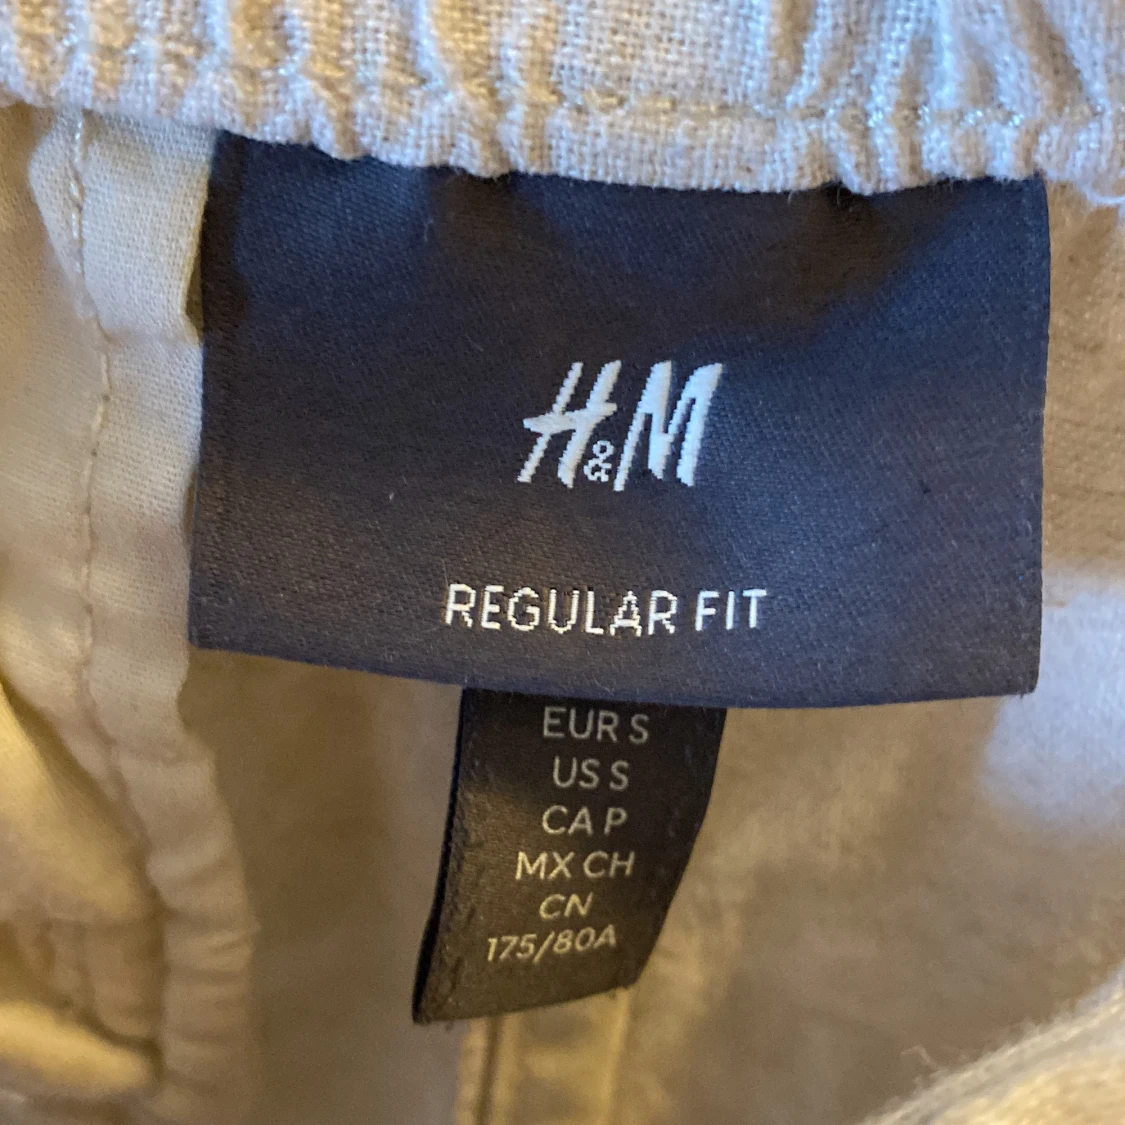 H&M
REGULAR FIT
EUR S
US S
CA P
MX CH
CN
175/80A